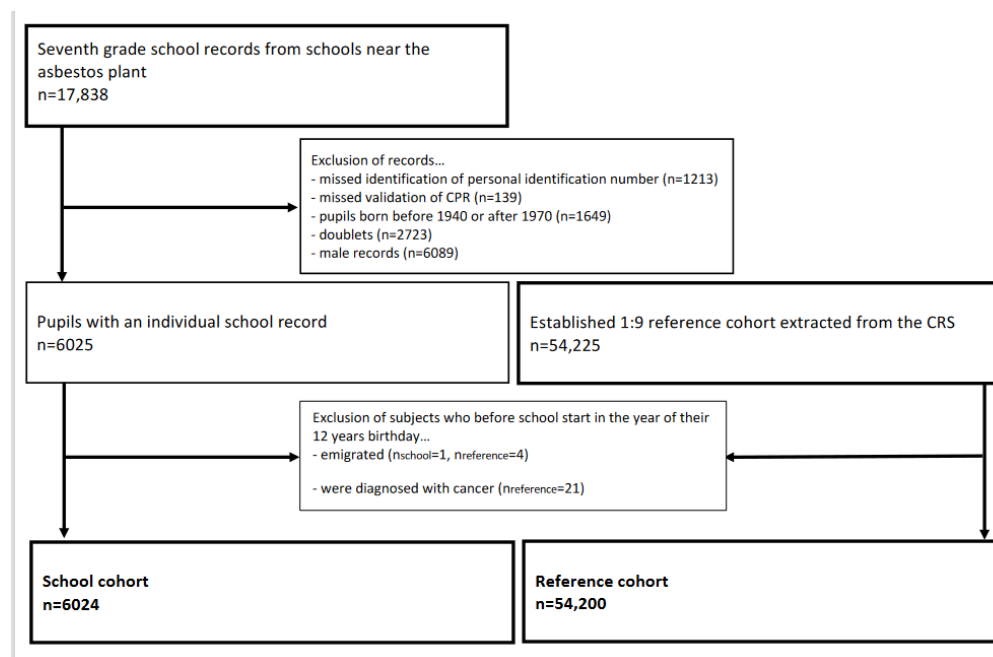 Seventh grade school records from schools near the
asbestos plant
n=17,838
Exclusion of records…
- missed identification of personal identification number (n=1213)
- missed validation of CPR (n=139)
- pupils born before 1940 or after 1970 (n=1649)
- doublets (n=2723)
- male records (n=6089)
Pupils with an individual school record
n=6025
Established 1:9 reference cohort extracted from the CRS
n=54,225
Exclusion of subjects who before school start in the year of their
12 years birthday…
- emigrated (nschool=1, nreference=4)
- were diagnosed with cancer (nreference=21)
School cohort
n=6024
Reference cohort
n=54,200